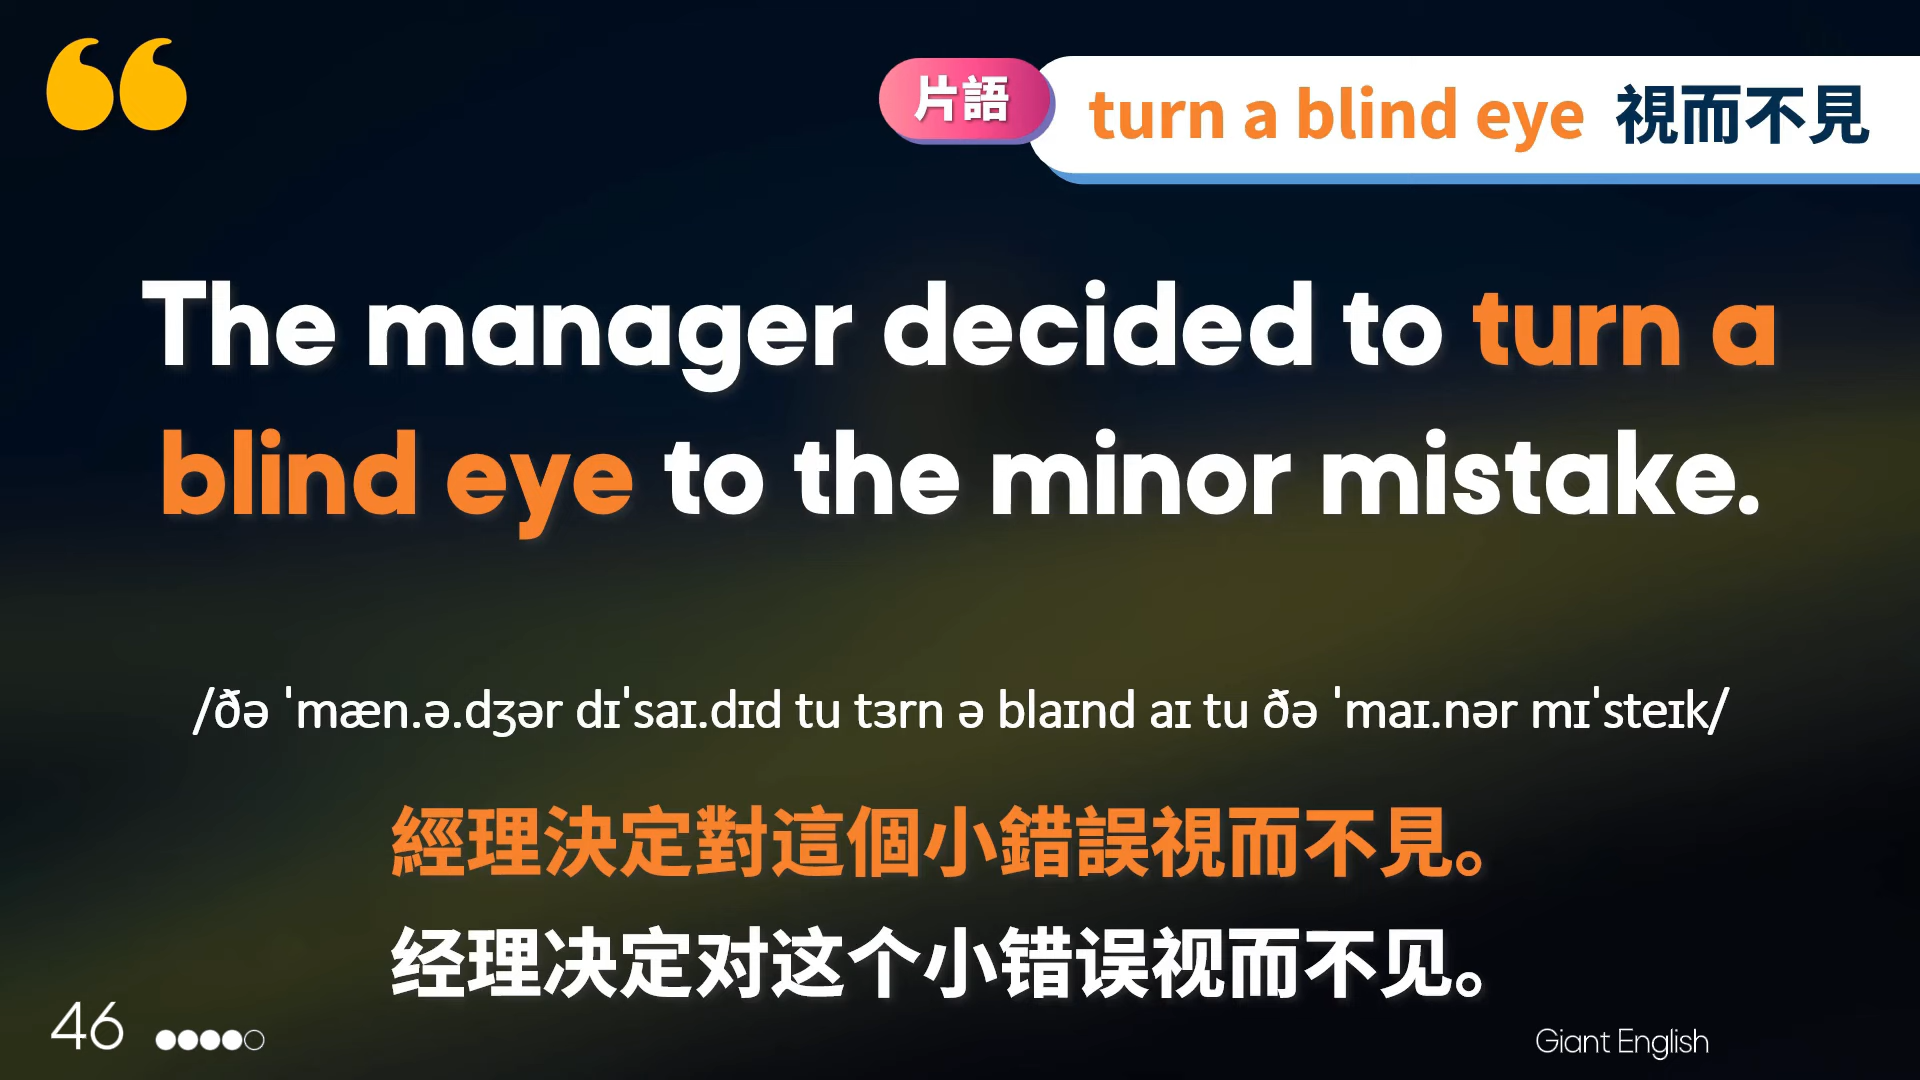 片語
turn a blind eye 視而不見
The manager decided to turn a
blind eye to the minor mistake.
/ðə ˈmæn.ə.dʒər dɪˈsaɪ.dɪd tu tɜrn ə blaɪnd aɪ tu ðə ˈmaɪ.nər mɪˈsteɪk/
經理決定對這個小錯誤視而不見。
经理决定对这个小错误视而不见。
46
Giant English